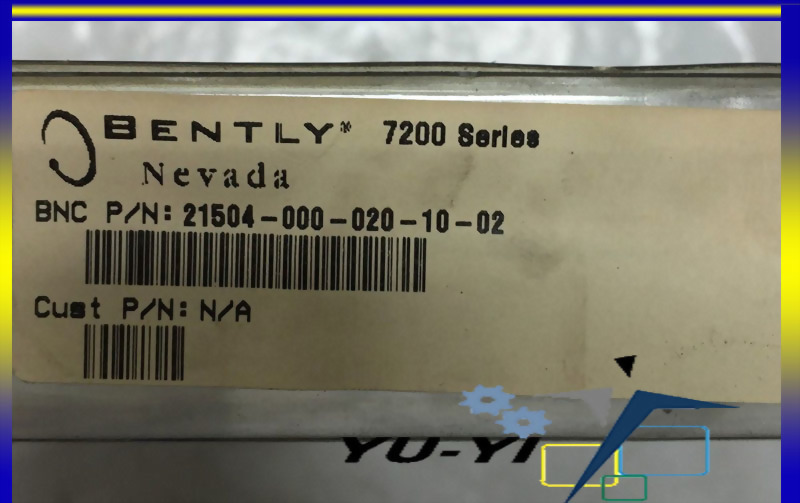 BENTLY® 7200 Series
Nevada
BNC P/N: 21504-000-020-10-02
Cust P/N: N/A
YU-YI